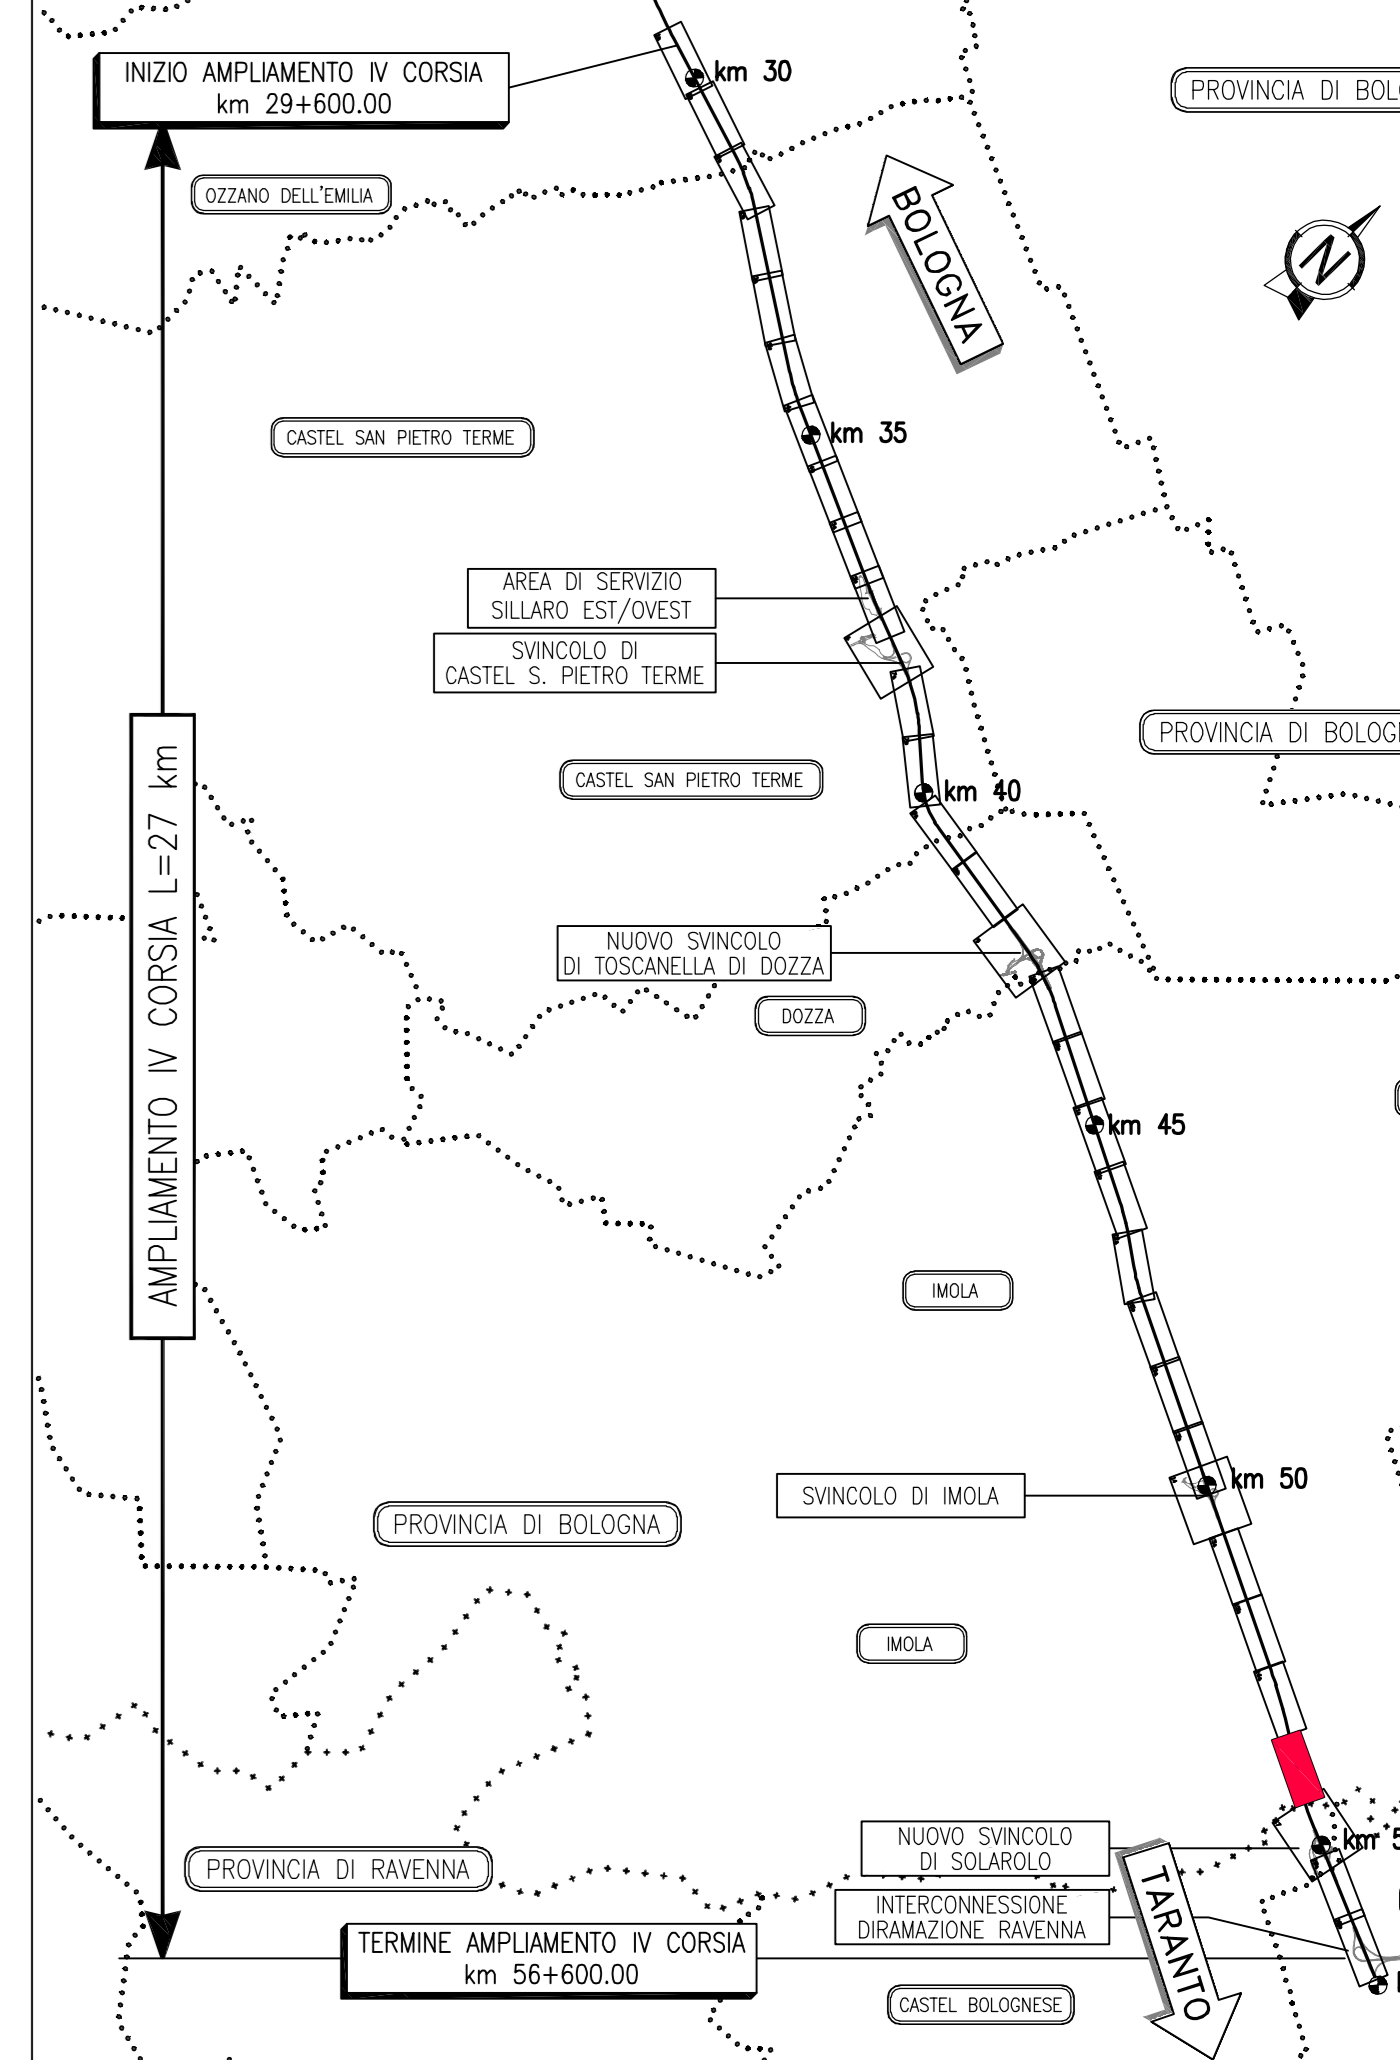 INIZIO AMPLIAMENTO IV CORSIA
km 29+600.00
km 30
PROVINCIA DI BOL
OZZANO DELL'EMILIA
BOLOGNA
N
CASTEL SAN PIETRO TERME
km 35
AREA DI SERVIZIO
SILLARO EST/OVEST
SVINCOLO DI
CASTEL S. PIETRO TERME
PROVINCIA DI BOLOG
CASTEL SAN PIETRO TERME
km 40
AMPLIAMENTO IV CORSIA L=27 km
NUOVO SVINCOLO
DI TOSCANELLA DI DOZZA
DOZZA
km 45
IMOLA
km 50
SVINCOLO DI IMOLA
PROVINCIA DI BOLOGNA
IMOLA
NUOVO SVINCOLO
DI SOLAROLO
km 5
PROVINCIA DI RAVENNA
INTERCONNESSIONE
DIRAMAZIONE RAVENNA
TARANTO
TERMINE AMPLIAMENTO IV CORSIA
km 56+600.00
CASTEL BOLOGNESE